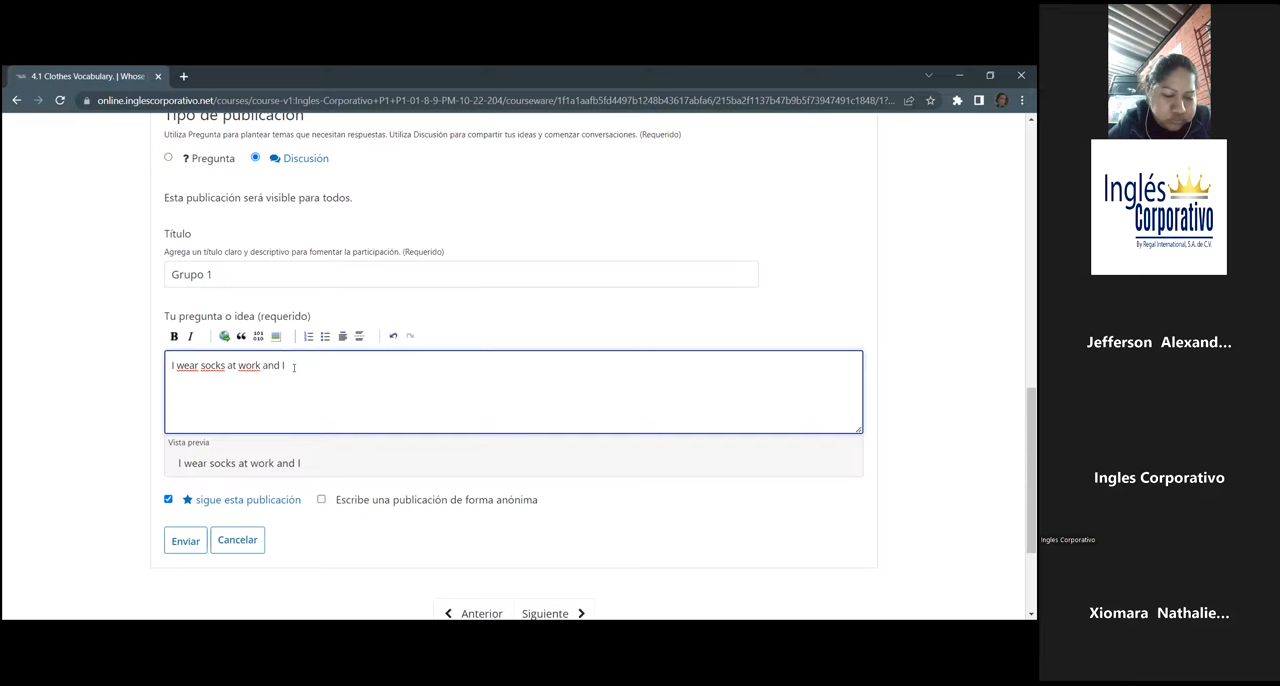 4.1 Clothes Vocabulary. | Whose
online.inglescorporativo.net/courses/course-v1:Ingles-Corporativo+P1+P1-01-8-9-PM-10-22-204/courseware/1f1a1aafb5fd4497b1248b43617abfa6/215ba2f1137b47b9b5f73947491c1848/1?...
Tipo de publicación
Utiliza Pregunta para plantear temas que necesitan respuestas. Utiliza Discusión para compartir tus ideas y comenzar conversaciones. (Requerido)
? Pregunta Discusión
Esta publicación será visible para todos.
Título
Agrega un título claro y descriptivo para fomentar la participación. (Requerido)
Grupo 1
Tu pregunta o idea (requerido)
B I
I wear socks at work and I
Vista previa
I wear socks at work and I
sigue esta publicación Escribe una publicación de forma anónima
Enviar Cancelar
Anterior Siguiente
Inglés
Corporativo
By Regal International, S.A. de C.V.
Jefferson Alexand...
Ingles Corporativo
Ingles Corporativo
Xiomara Nathalie...